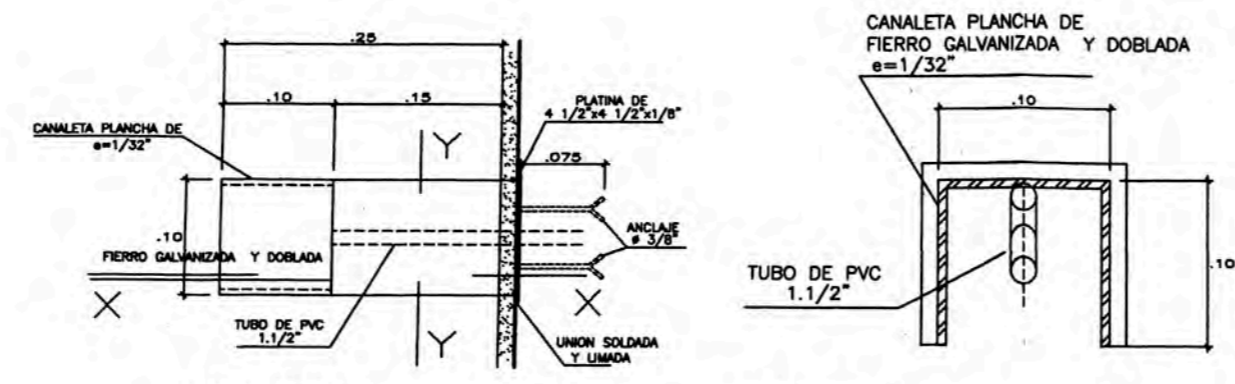 .25
.10
.15
CANALETA PLANCHA DE
e=1/32"
PLATINA DE
4 1/2"x4 1/2"x1/8"
.075
Y
.10
FIERRO GALVANIZADA Y DOBLADA
ANCLAJE
ø 3/8"
X
X
TUBO DE PVC
1.1/2"
Y
UNION SOLDADA
Y LIMADA
CANALETA PLANCHA DE
FIERRO GALVANIZADA Y DOBLADA
e=1/32"
.10
TUBO DE PVC
1.1/2"
.10